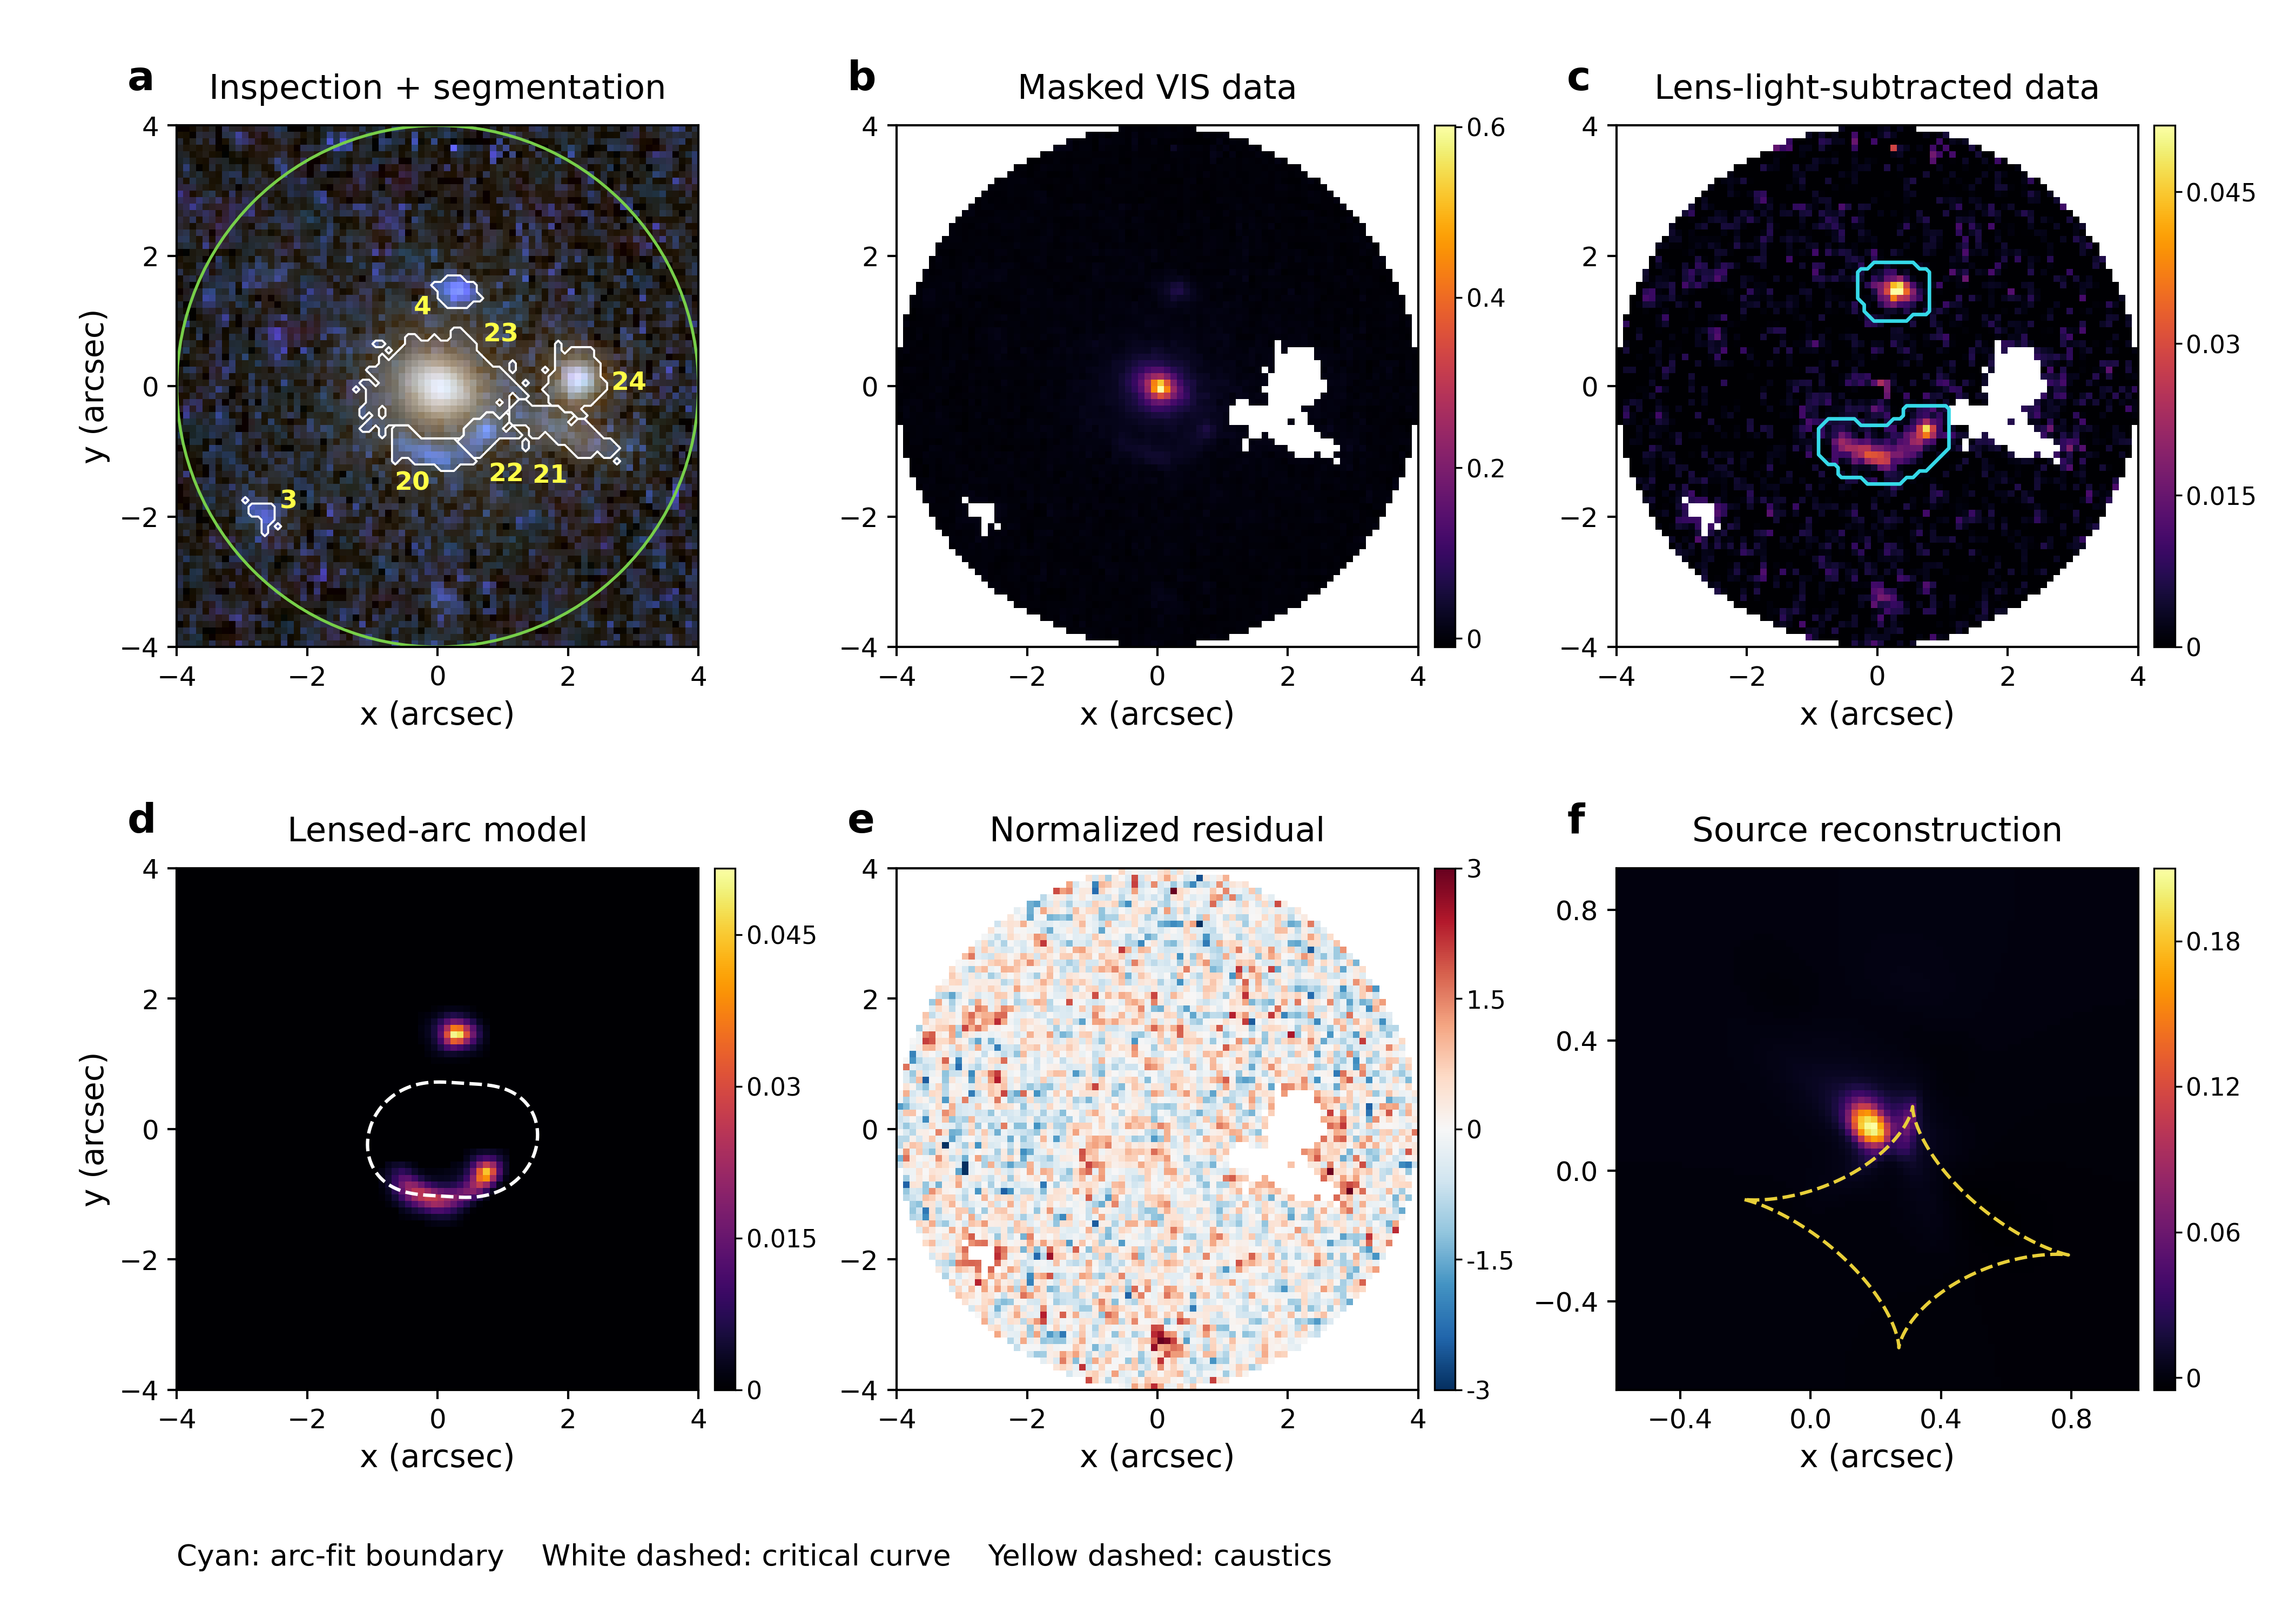 a Inspection + segmentation
4
2
0
−2
−4
y (arcsec)
4
23
24
20
22
21
3
−4 −2 0 2 4
x (arcsec)
b Masked VIS data
4
2
0
−2
−4
−4 −2 0 2 4
x (arcsec)
0.6
0.4
0.2
0
c Lens-light-subtracted data
4
2
0
−2
−4
−4 −2 0 2 4
x (arcsec)
0.045
0.03
0.015
0
d Lensed-arc model
4
2
0
−2
−4
y (arcsec)
−4 −2 0 2 4
x (arcsec)
0.045
0.03
0.015
0
e Normalized residual
4
2
0
−2
−4
−4 −2 0 2 4
x (arcsec)
3
1.5
0
-1.5
-3
f Source reconstruction
0.8
0.4
0.0
−0.4
−0.4 0.0 0.4 0.8
x (arcsec)
0.18
0.12
0.06
0
Cyan: arc-fit boundary White dashed: critical curve Yellow dashed: caustics